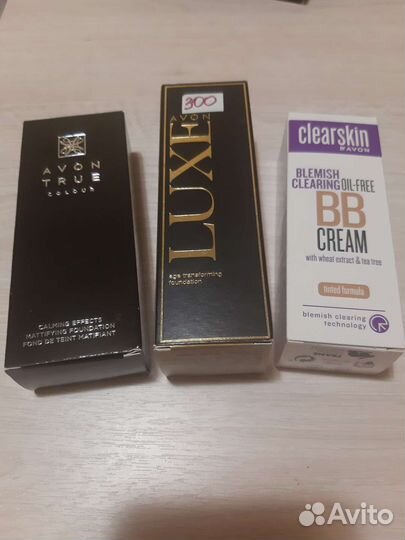 AVON
TRUE
COLOUR
CALMING EFFECTS
MATTIFYING FOUNDATION
FOND DE TEINT MATIFIANT
300
AVON
LUXE
age transforming
foundation
clearskin
BY AVON
BLEMISH
CLEARING OIL-FREE
BB
CREAM
with wheat extract & tea tree
tinted formula
blemish clearing
technology
Avito